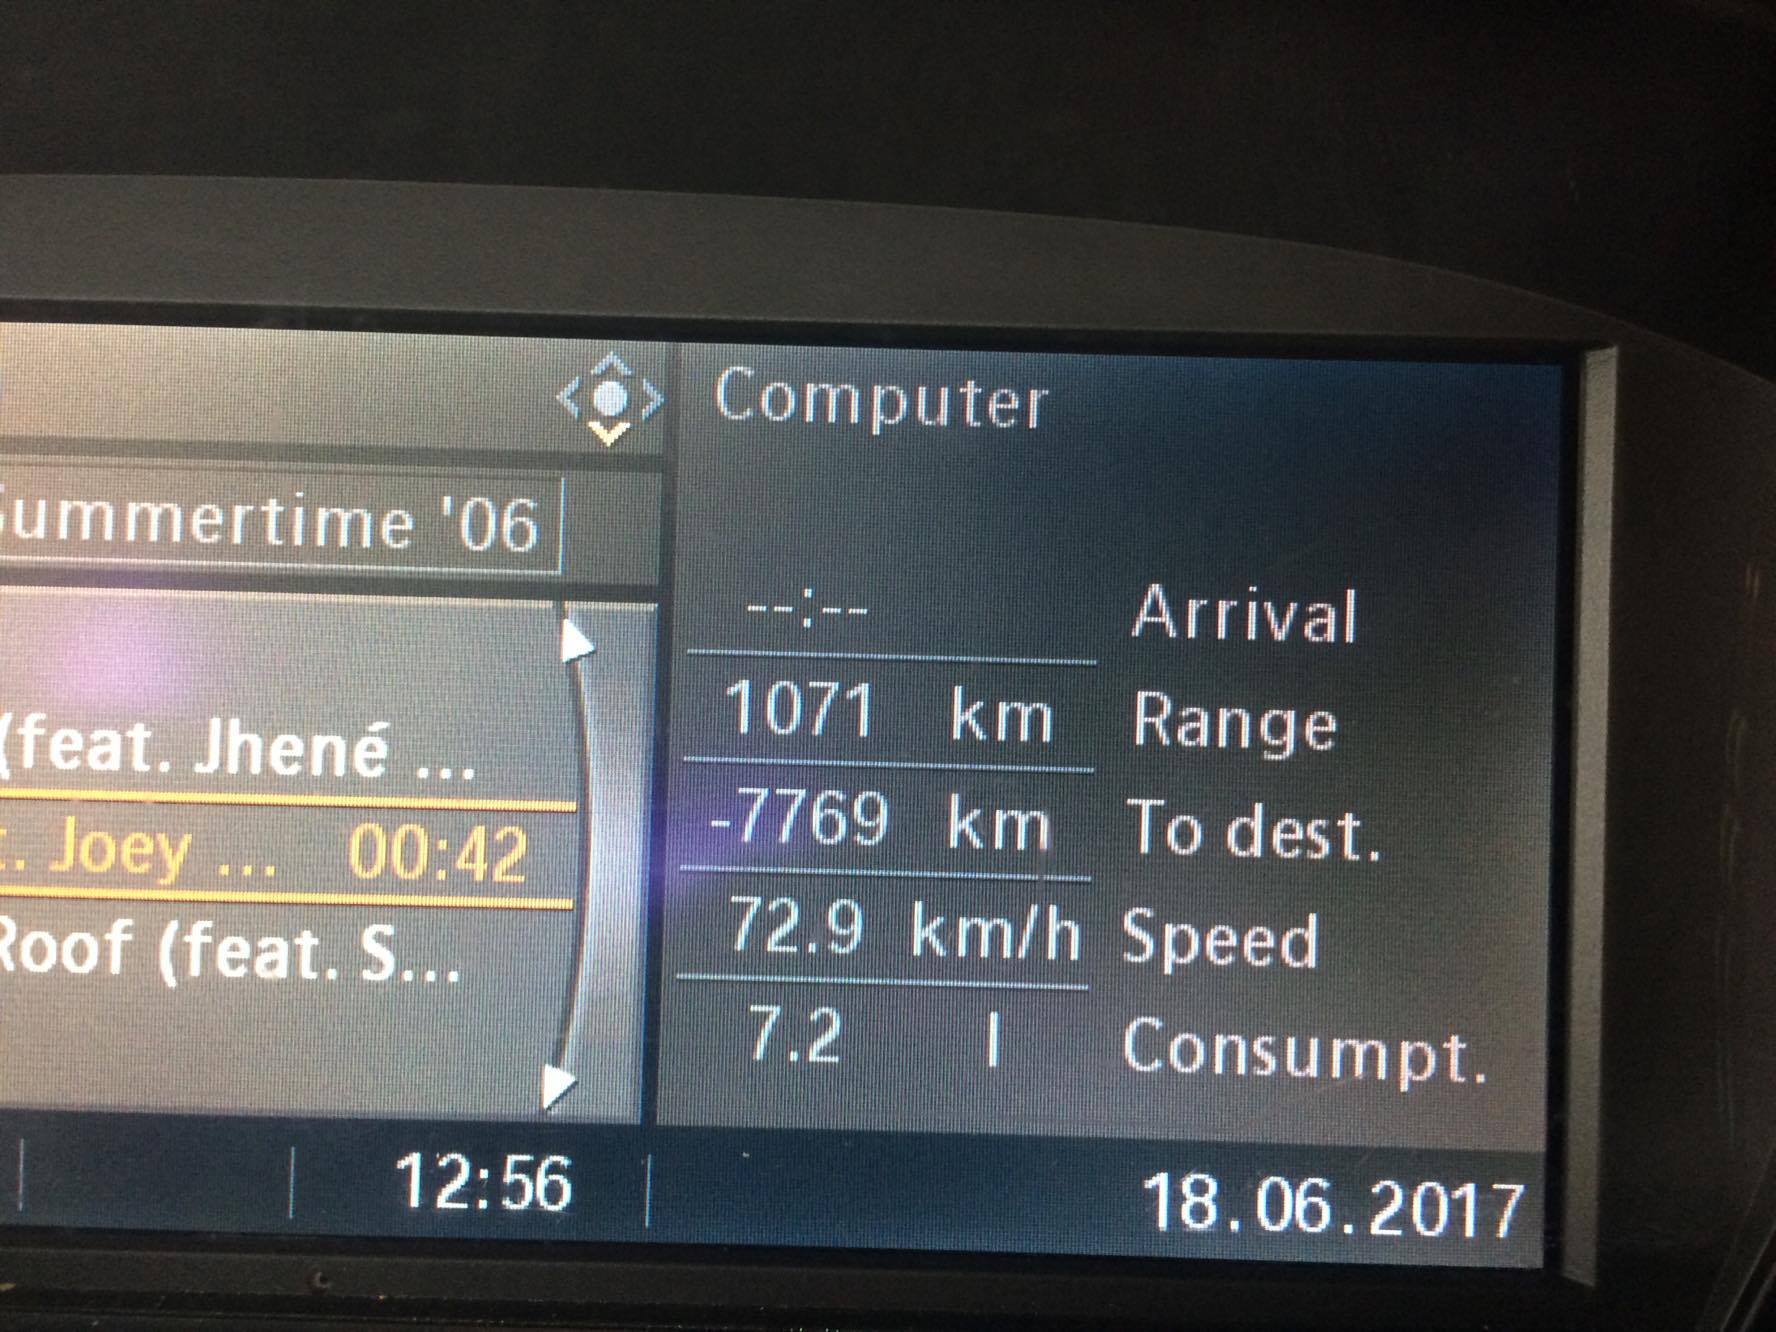 Summertime '06
(feat. Jhené ...
t. Joey ... 00:42
Roof (feat. S...
12:56
Computer
--:-- Arrival
1071 km Range
-7769 km To dest.
72.9 km/h Speed
7.2 l Consumpt.
18.06.2017